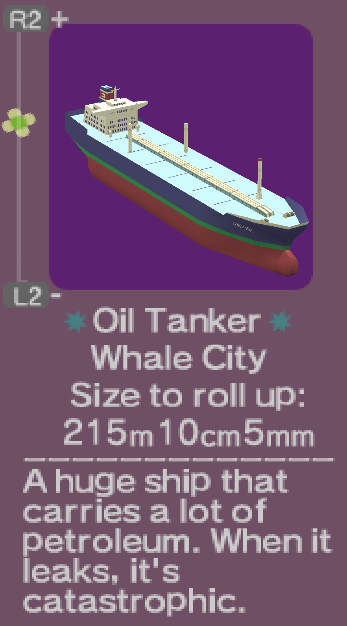 R2 +
L2 -
Oil Tanker
Whale City
Size to roll up:
215m10cm5mm
A huge ship that
carries a lot of
petroleum. When it
leaks, it's
catastrophic.